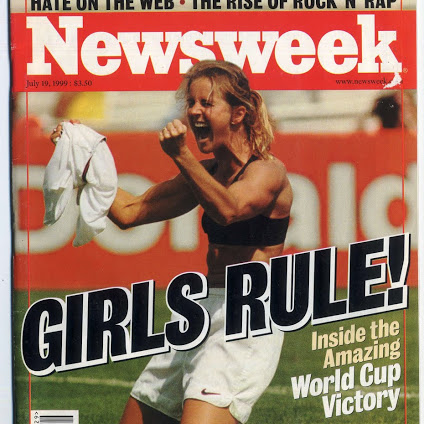 HATE ON THE WEB • THE RISE OF ROCK 'N' RAP
Newsweek
July 19, 1999 : $3.50
www.newsweek.
GIRLS RULE!
Inside the
Amazing
World Cup
Victory